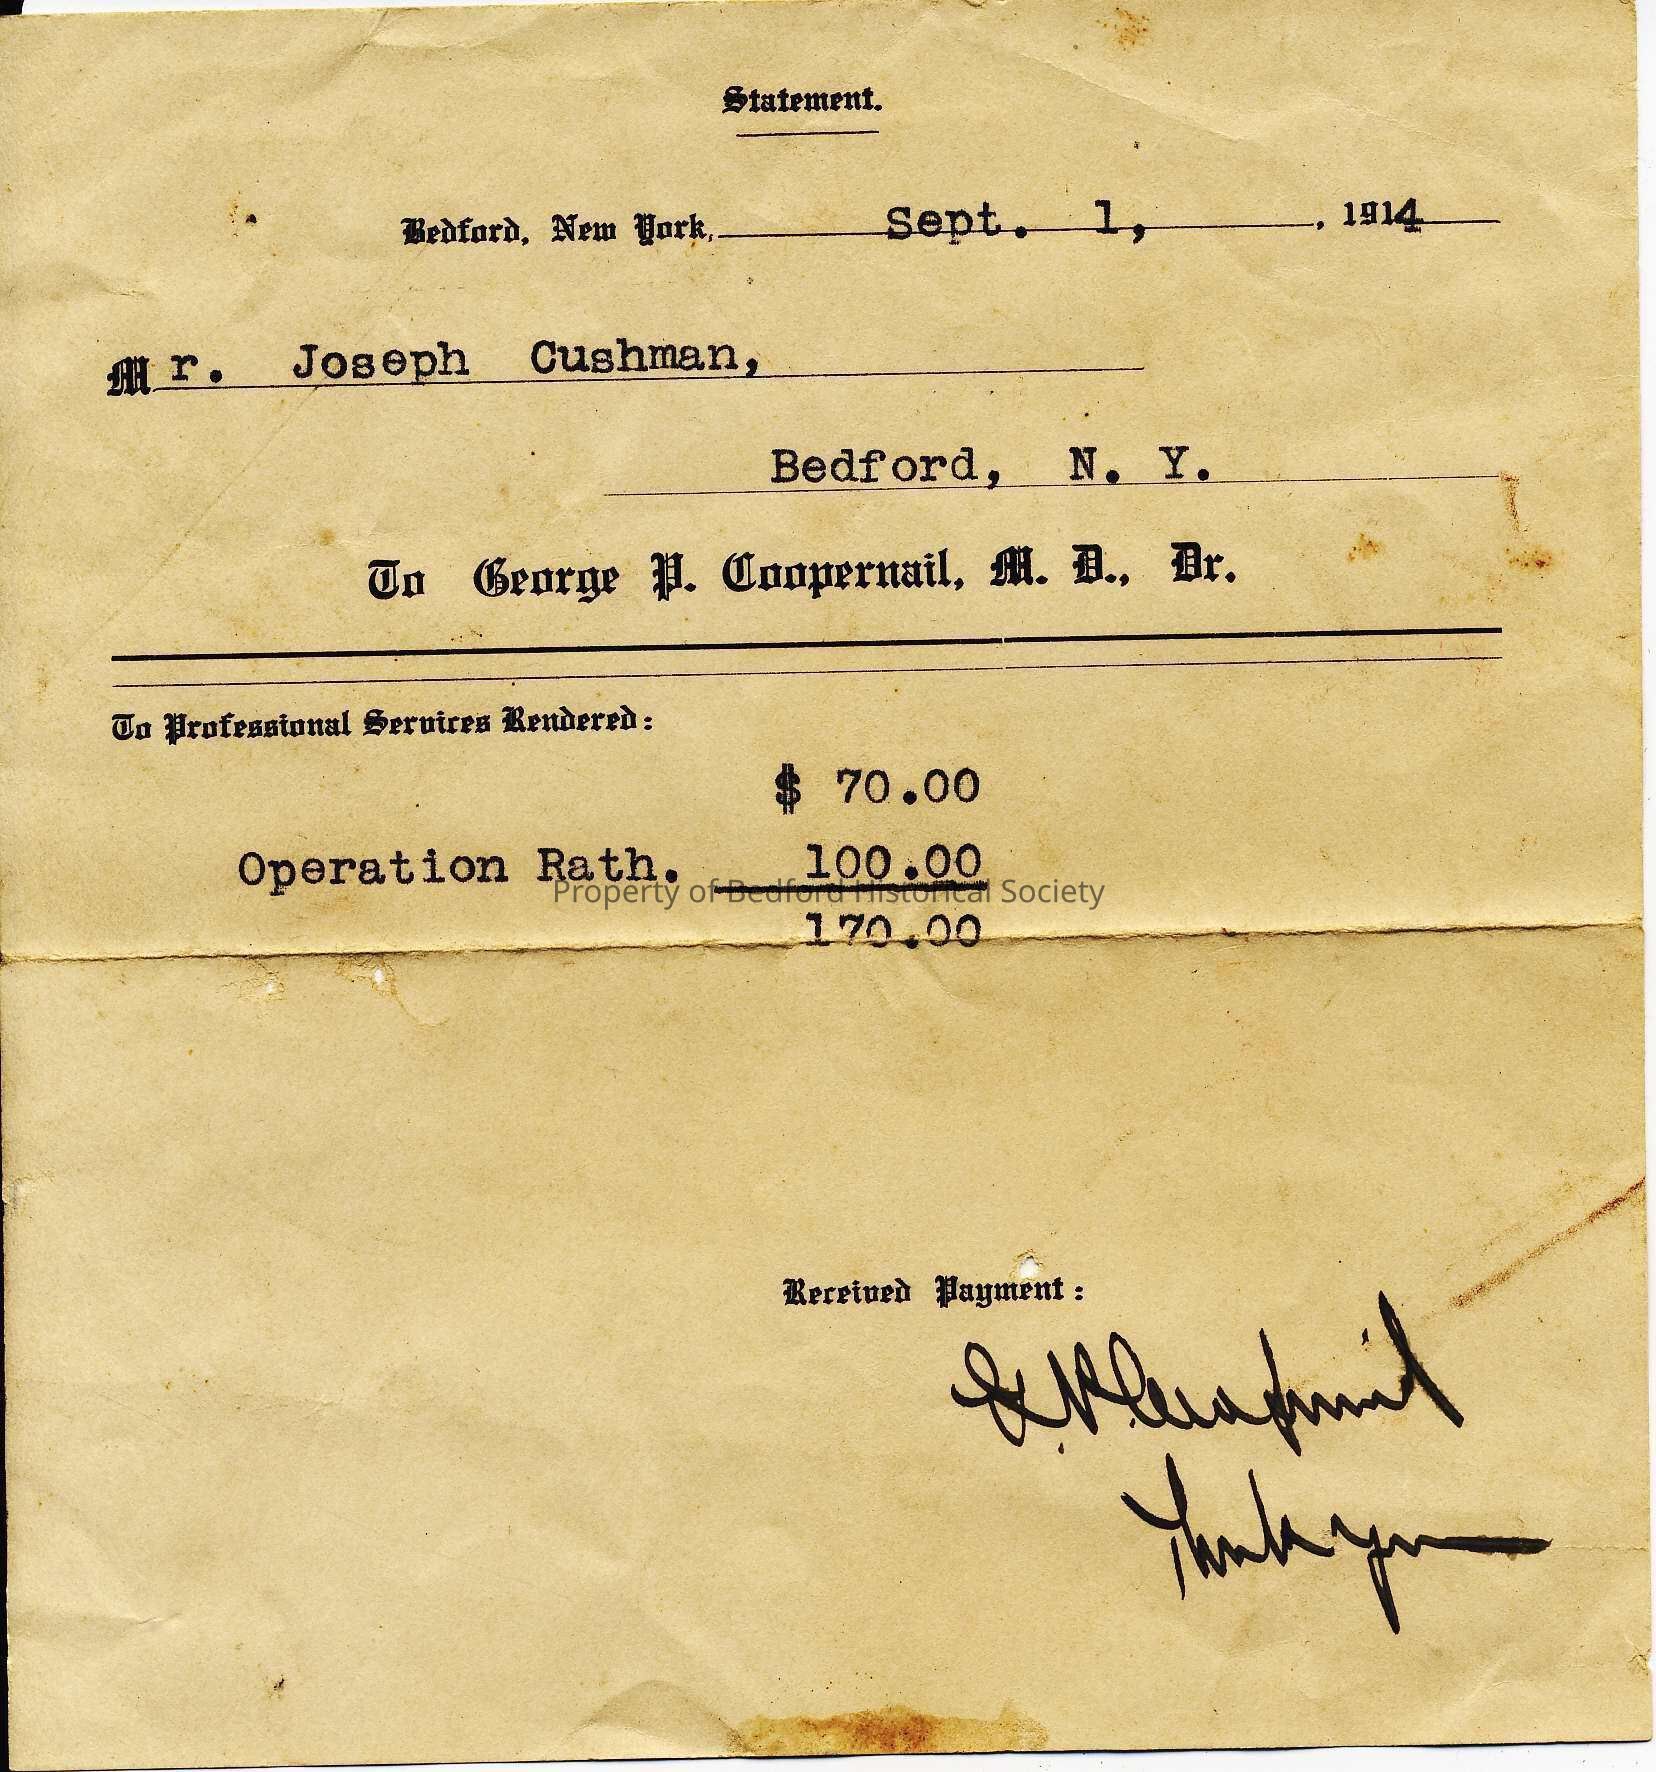 Statement.
Bedford, New York, Sept. 1, , 1914
Mr. Joseph Cushman,
Bedford, N. Y.
To George P. Coopernail, M. D., Dr.
To Professional Services Rendered:
$ 70.00
Operation Rath. 100.00
Property of Bedford Historical Society
170.00
Received Payment:
G. P. Coopernail
Thank you